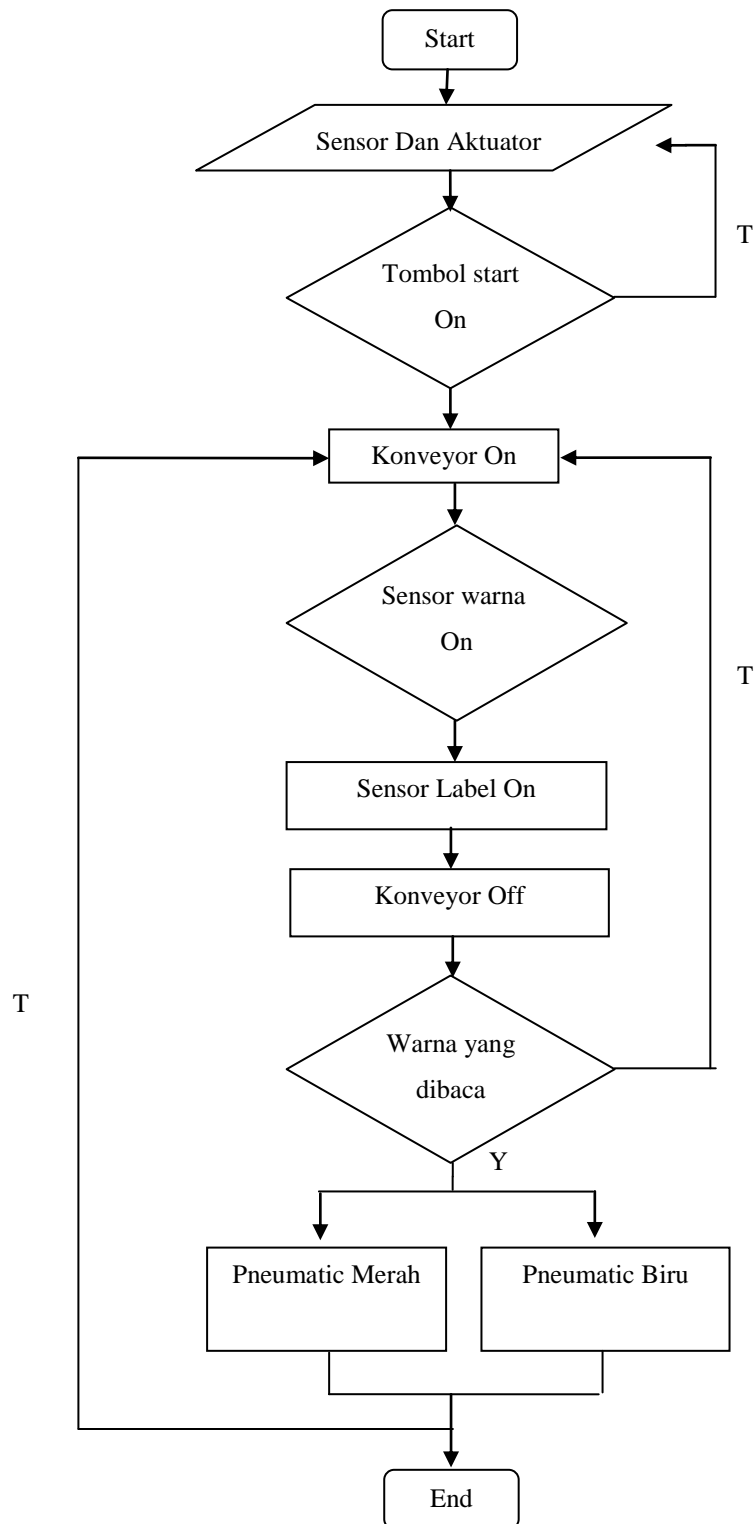 Start
Sensor Dan Aktuator
T
Tombol start
On
Konveyor On
Sensor warna
On
T
Sensor Label On
Konveyor Off
T
Warna yang
dibaca
Y
Pneumatic Merah
Pneumatic Biru
End